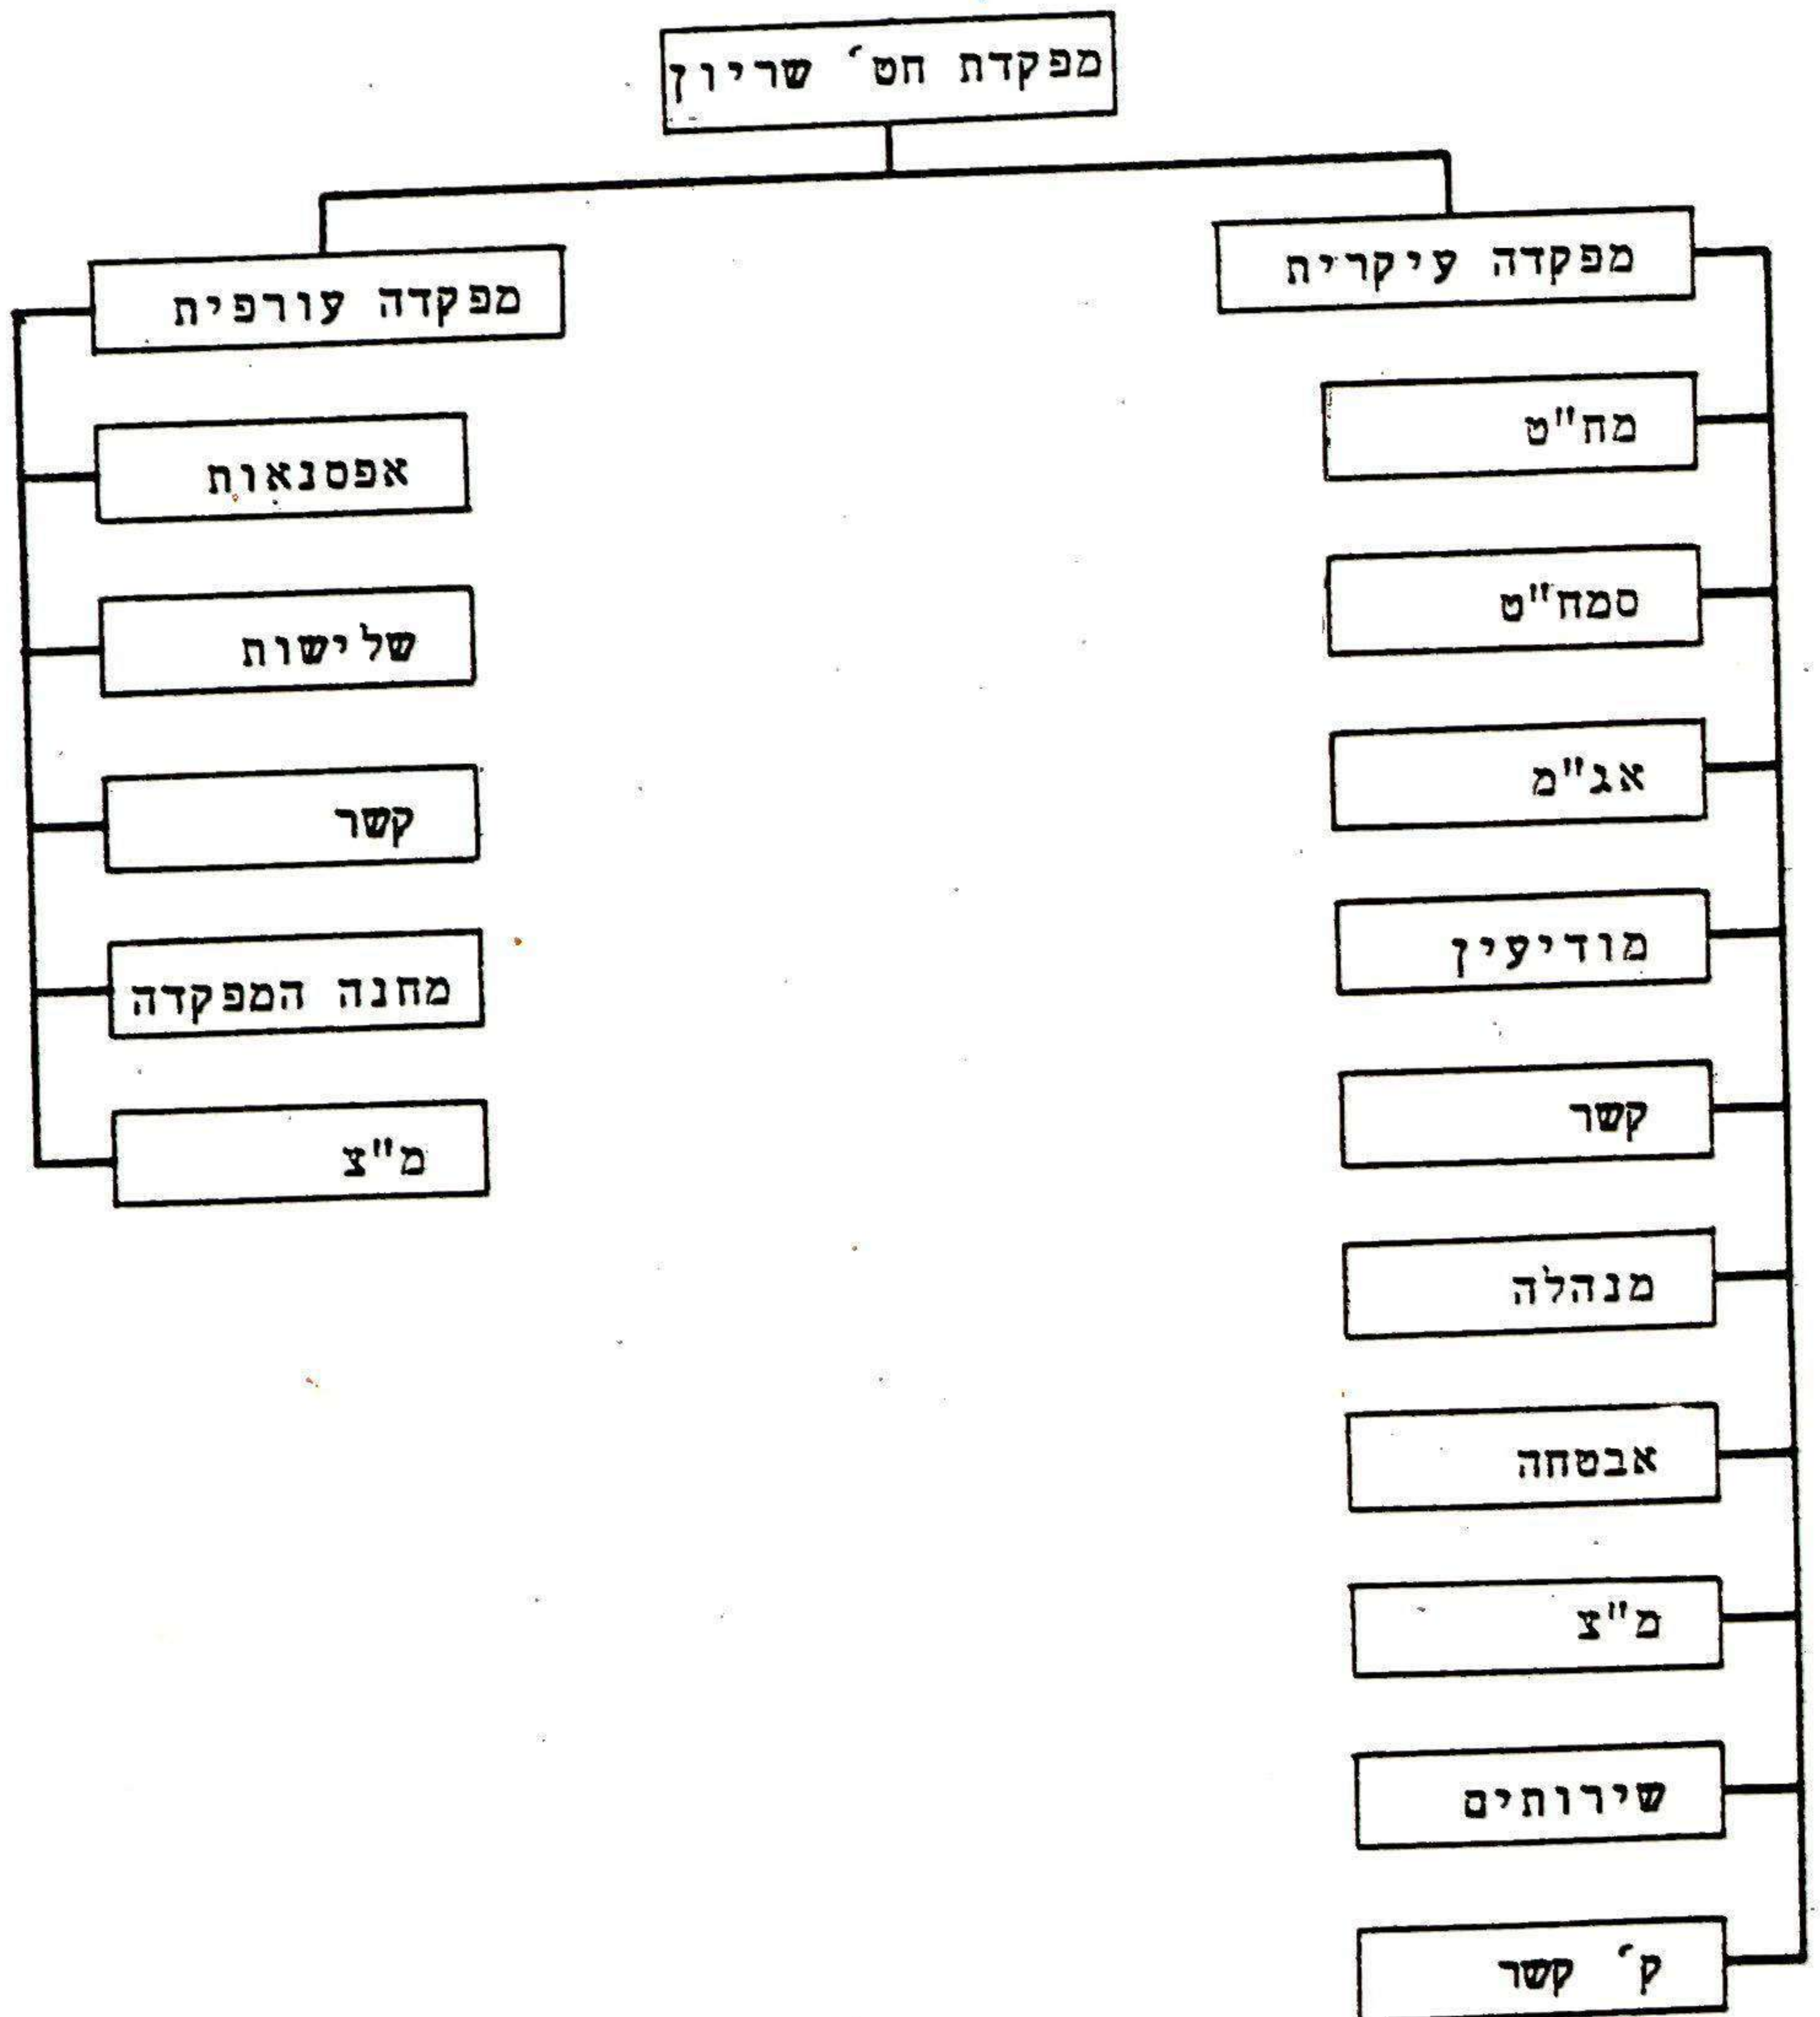 מפקדת חט' שריון
מפקדה עיקרית
מח"ט
סמח"ט
אג"מ
מודיעין
קשר
מנהלה
אבטחה
מ"צ
שירותים
ק' קשר
מפקדה עורפית
אפסנאות
שלישות
קשר
מחנה המפקדה
מ"צ